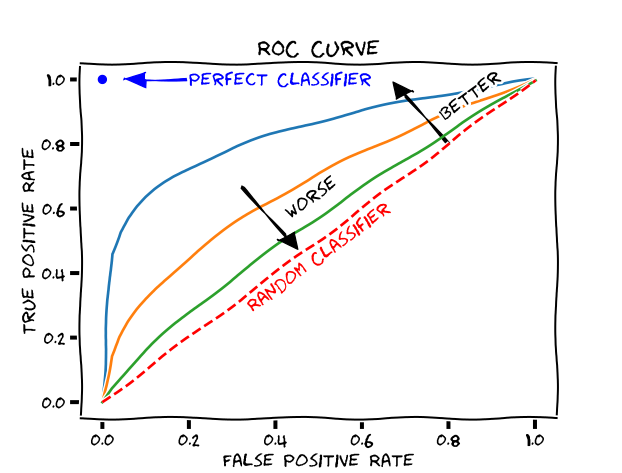 ROC CURVE
1.0
PERFECT CLASSIFIER
BETTER
0.8
WORSE
0.6
RANDOM CLASSIFIER
0.4
0.2
0.0
TRUE POSITIVE RATE
0.0 0.2 0.4 0.6 0.8 1.0
FALSE POSITIVE RATE